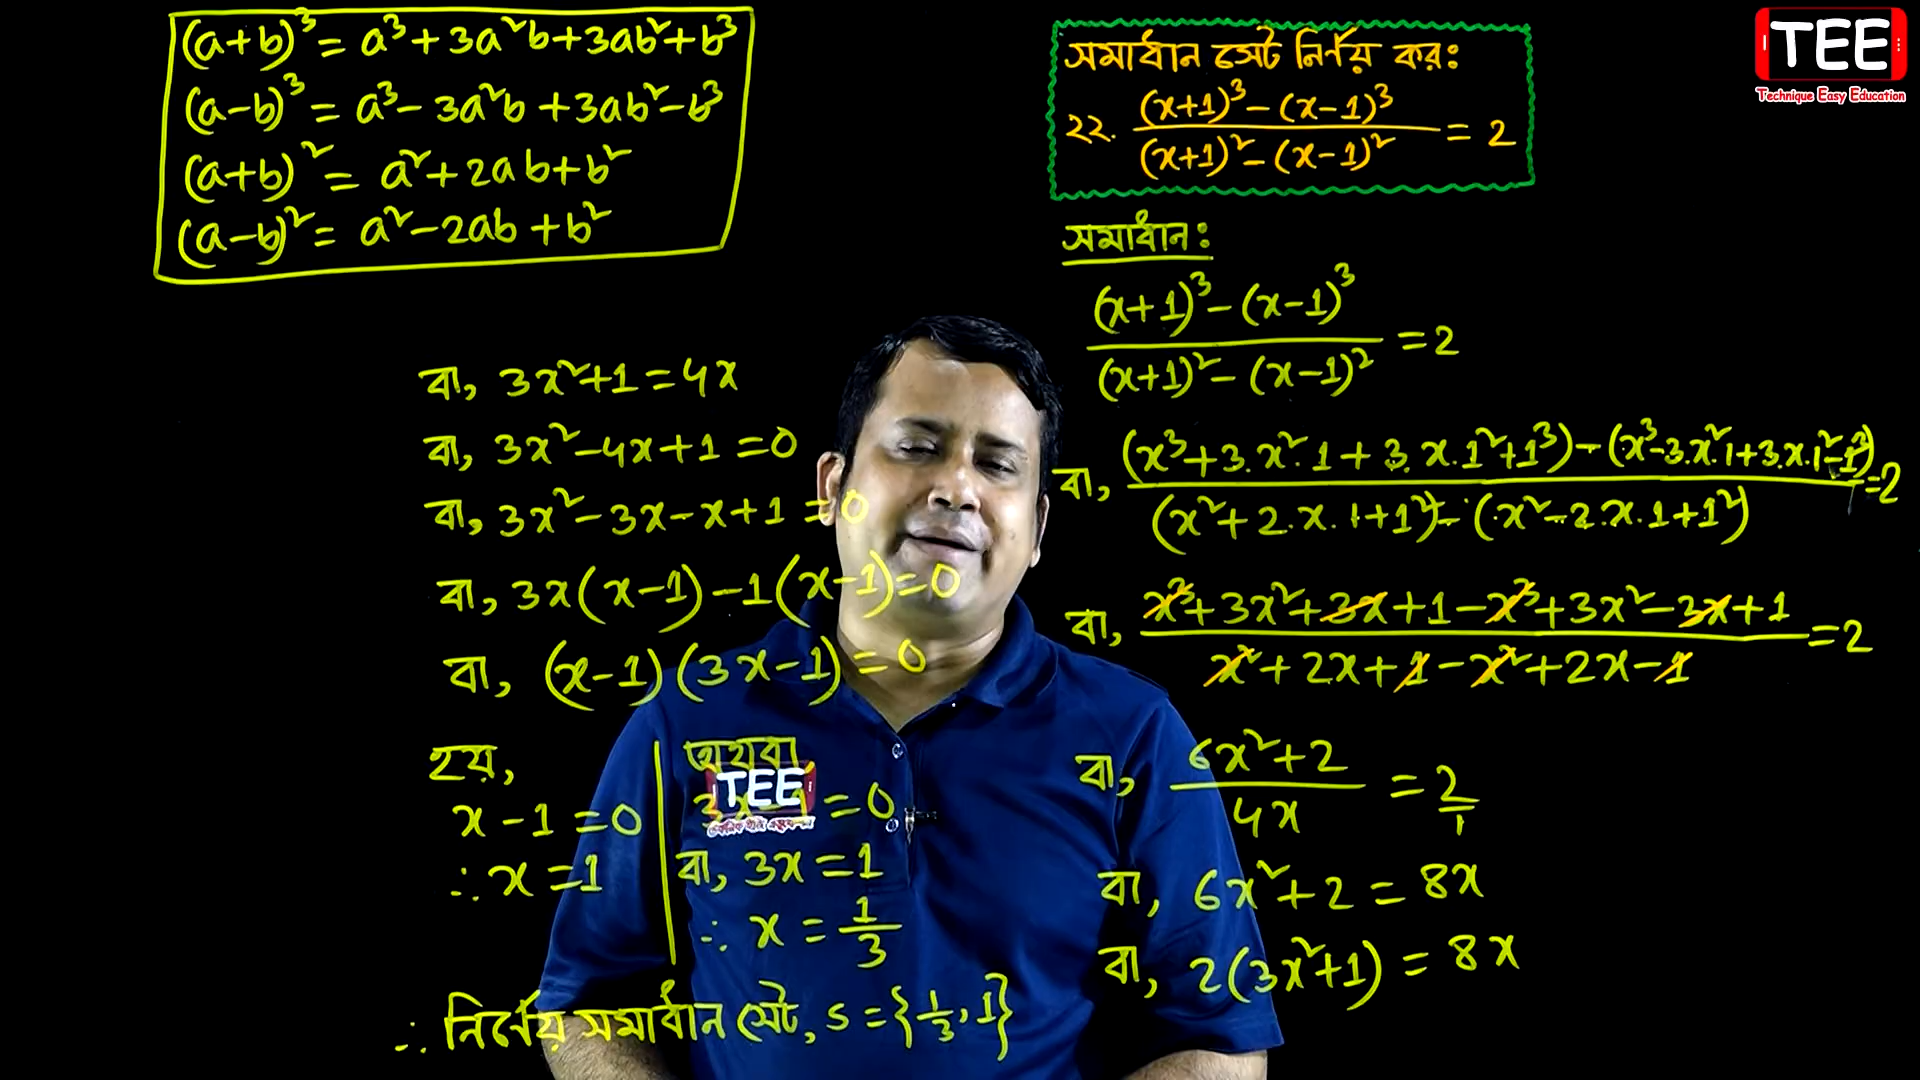 (a+b)³ = a³ + 3a²b + 3ab² + b³
(a-b)³ = a³ - 3a²b + 3ab² - b³
(a+b)² = a² + 2ab + b²
(a-b)² = a² - 2ab + b²
TEE
Technique Easy Education
সমাধান সেট নির্ণয় কর:
২২. (x+1)³ - (x-1)³ / (x+1)² - (x-1)² = 2
সমাধান:
(x+1)³ - (x-1)³ / (x+1)² - (x-1)² = 2
বা, (x³+3.x².1+3.x.1²+1³) - (x³-3.x².1+3.x.1²-1³) / (x²+2.x.1+1²) - (x²-2.x.1+1²) = 2
বা, x³+3x²+3x+1-x³+3x²-3x+1 / x²+2x+1-x²+2x-1 = 2
বা, 6x²+2 / 4x = 2/1
বা, 6x²+2 = 8x
বা, 2(3x²+1) = 8x
বা, 3x²+1 = 4x
বা, 3x²-4x+1 = 0
বা, 3x²-3x-x+1 = 0
বা, 3x(x-1)-1(x-1) = 0
বা, (x-1)(3x-1) = 0
হয়,
x-1 = 0
∴ x = 1
অথবা,
3x-1 = 0
TEE
বা, 3x = 1
∴ x = 1/3
∴ নির্ণেয় সমাধান সেট, S = {1/3, 1}